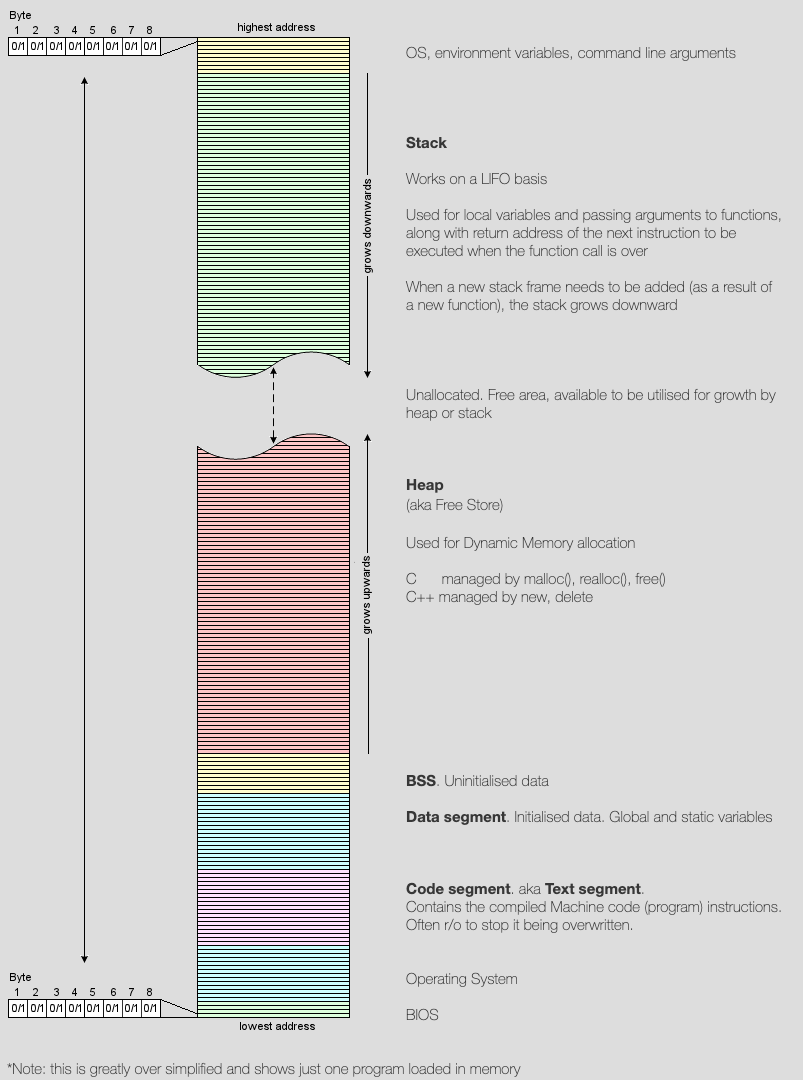 Byte
highest address
1 2 3 4 5 6 7 8
0/1 0/1 0/1 0/1 0/1 0/1 0/1 0/1
OS, environment variables, command line arguments
Stack
Works on a LIFO basis
Used for local variables and passing arguments to functions,
along with return address of the next instruction to be
executed when the function call is over
When a new stack frame needs to be added (as a result of
a new function), the stack grows downward
grows downwards
Unallocated. Free area, available to be utilised for growth by
heap or stack
Heap
(aka Free Store)
Used for Dynamic Memory allocation
C managed by malloc(), realloc(), free()
C++ managed by new, delete
grows upwards
BSS. Uninitialised data
Data segment. Initialised data. Global and static variables
Code segment. aka Text segment.
Contains the compiled Machine code (program) instructions.
Often r/o to stop it being overwritten.
Operating System
Byte
1 2 3 4 5 6 7 8
0/1 0/1 0/1 0/1 0/1 0/1 0/1 0/1
BIOS
lowest address
*Note: this is greatly over simplified and shows just one program loaded in memory